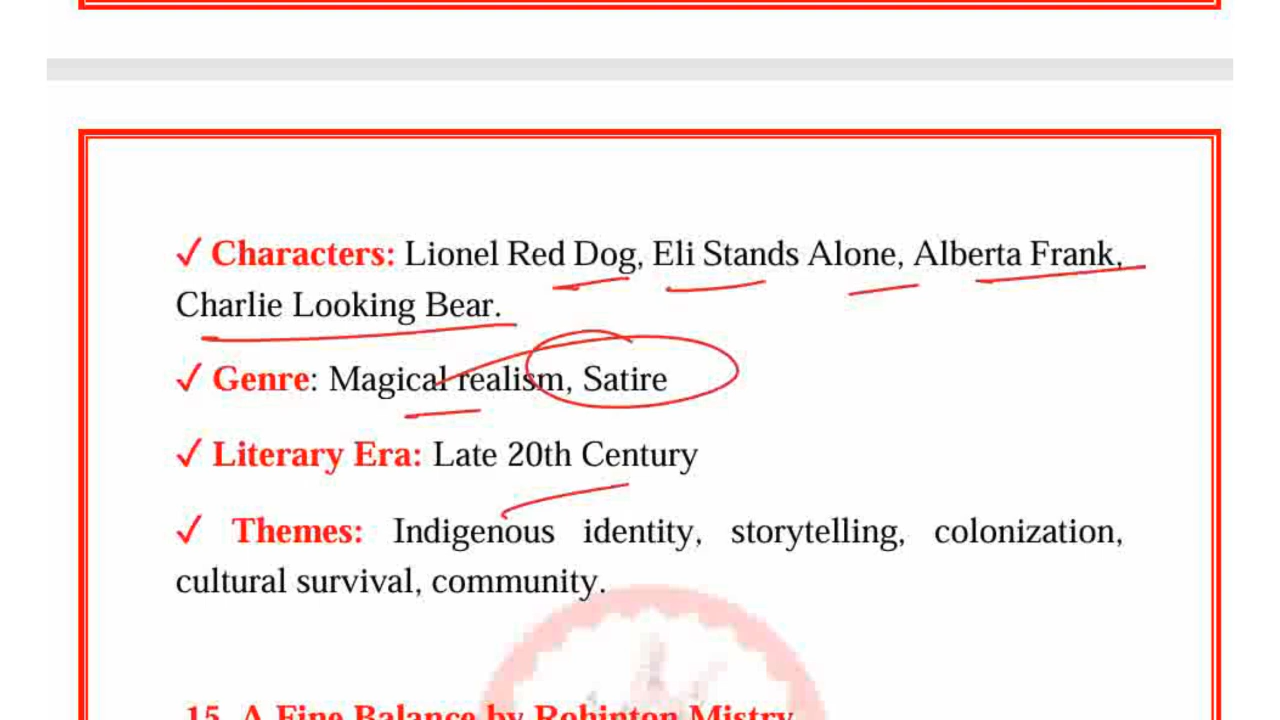 ✓ Characters: Lionel Red Dog, Eli Stands Alone, Alberta Frank,
Charlie Looking Bear.
✓ Genre: Magical realism, Satire
✓ Literary Era: Late 20th Century
✓ Themes: Indigenous identity, storytelling, colonization,
cultural survival, community.
15. A Fine Balance by Rohinton Mistry